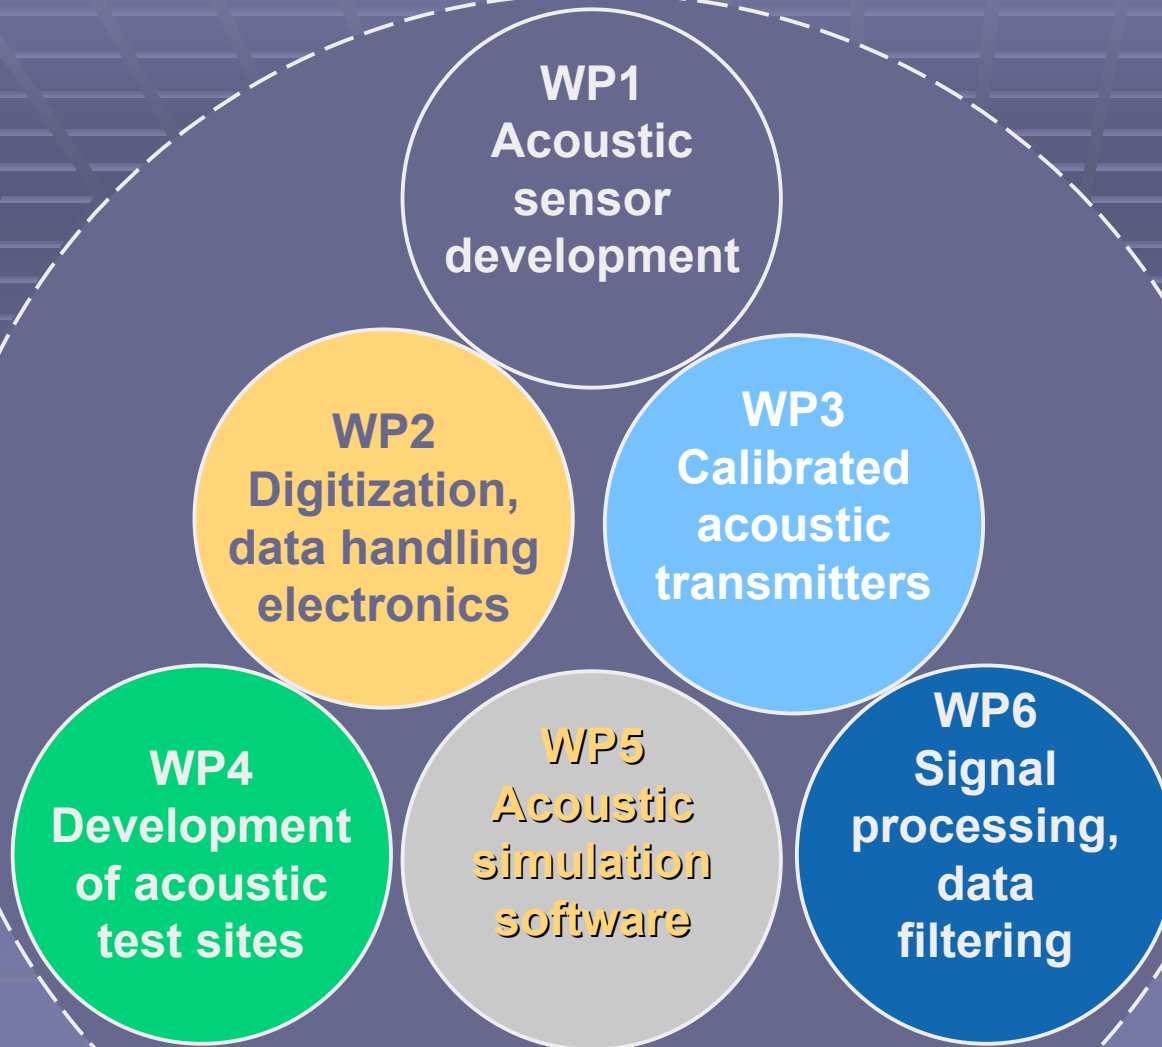 WP1
Acoustic
sensor
development
WP2
Digitization,
data handling
electronics
WP3
Calibrated
acoustic
transmitters
WP4
Development
of acoustic
test sites
WP5
Acoustic
simulation
software
WP6
Signal
processing,
data
filtering